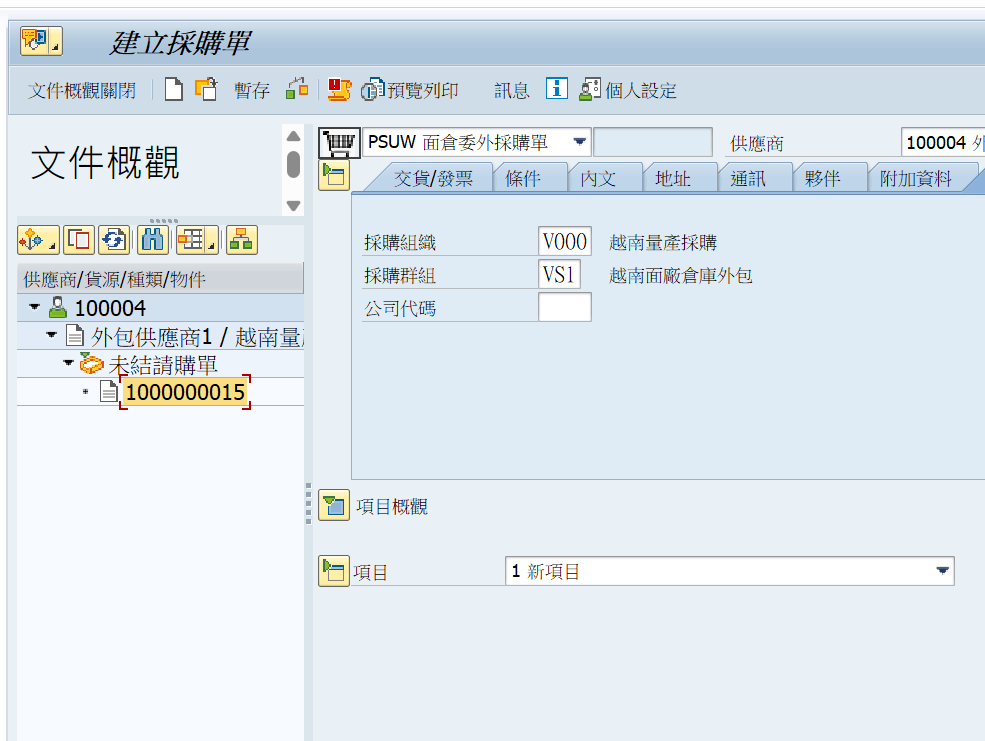 建立採購單
文件概觀關閉 暫存 預覽列印 訊息 個人設定
文件概觀
供應商/貨源/種類/物件
100004
外包供應商1 / 越南量
未結請購單
1000000015
PSUW 面倉委外採購單 供應商 100004
交貨/發票 條件 內文 地址 通訊 夥伴 附加資料
採購組織 V000 越南量產採購
採購群組 VS1 越南面廠倉庫外包
公司代碼
項目概觀
項目 1 新項目